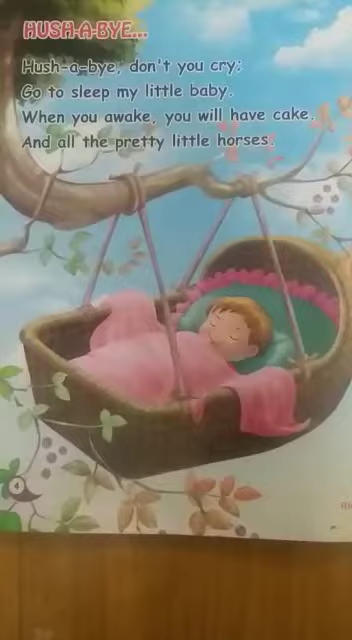 HUSH-A-BYE...
Hush-a-bye, don't you cry:
Go to sleep my little baby.
When you awake, you will have cake.
And all the pretty little horses.
4